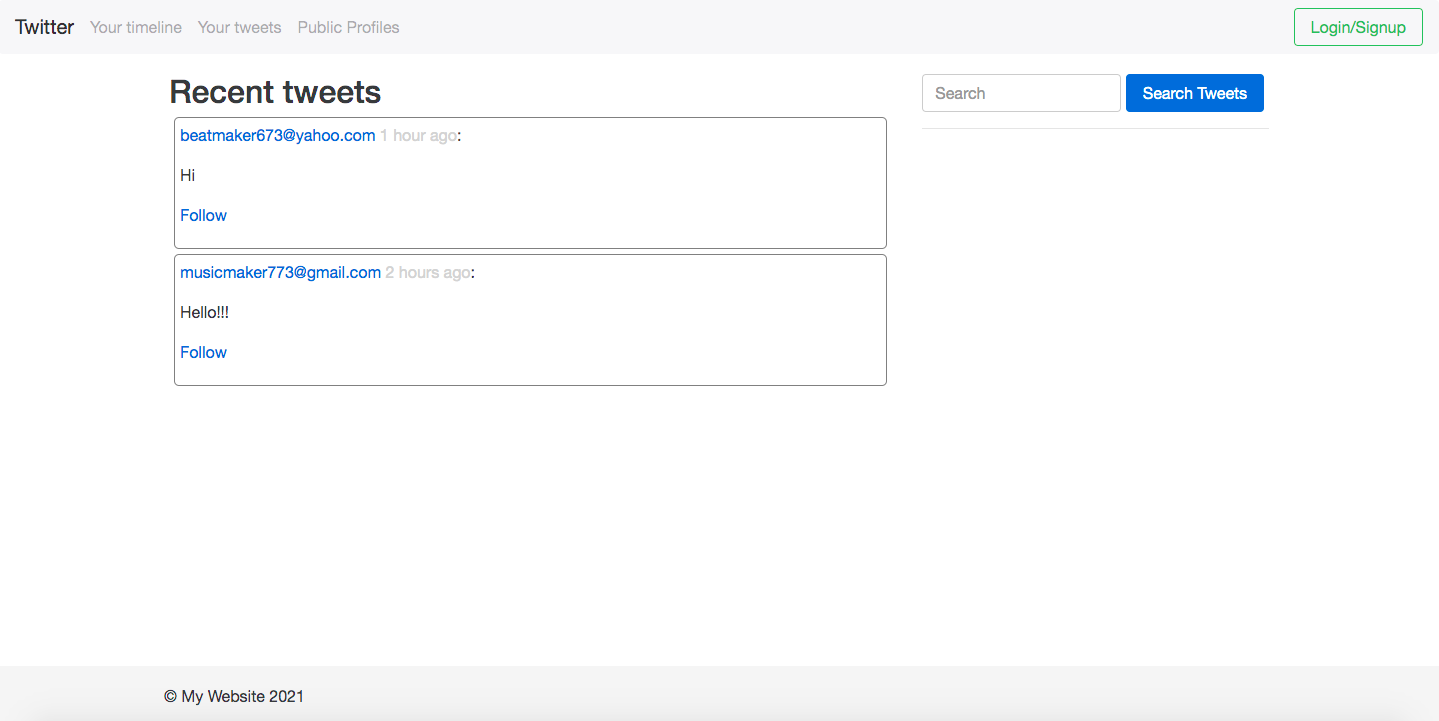 Twitter Your timeline Your tweets Public Profiles Login/Signup
Recent tweets
Search Search Tweets
beatmaker673@yahoo.com 1 hour ago:
Hi
Follow
musicmaker773@gmail.com 2 hours ago:
Hello!!!
Follow
© My Website 2021